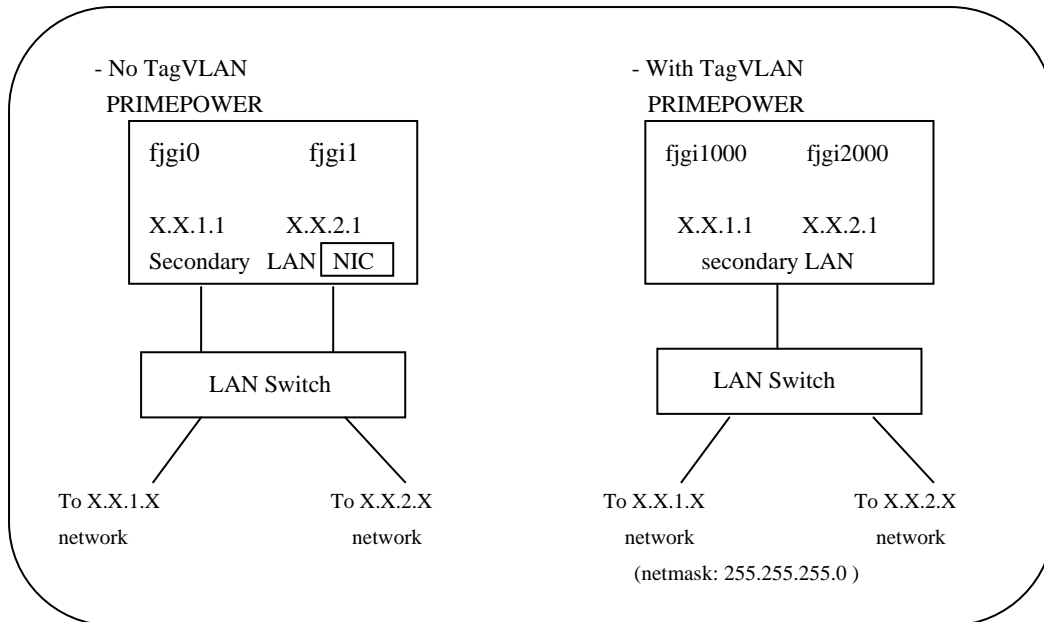 - No TagVLAN
PRIMEPOWER
fjgi0 fjgi1
X.X.1.1 X.X.2.1
Secondary LAN NIC
LAN Switch
To X.X.1.X network
To X.X.2.X network
- With TagVLAN
PRIMEPOWER
fjgi1000 fjgi2000
X.X.1.1 X.X.2.1
secondary LAN
LAN Switch
To X.X.1.X network
To X.X.2.X network
(netmask: 255.255.255.0 )